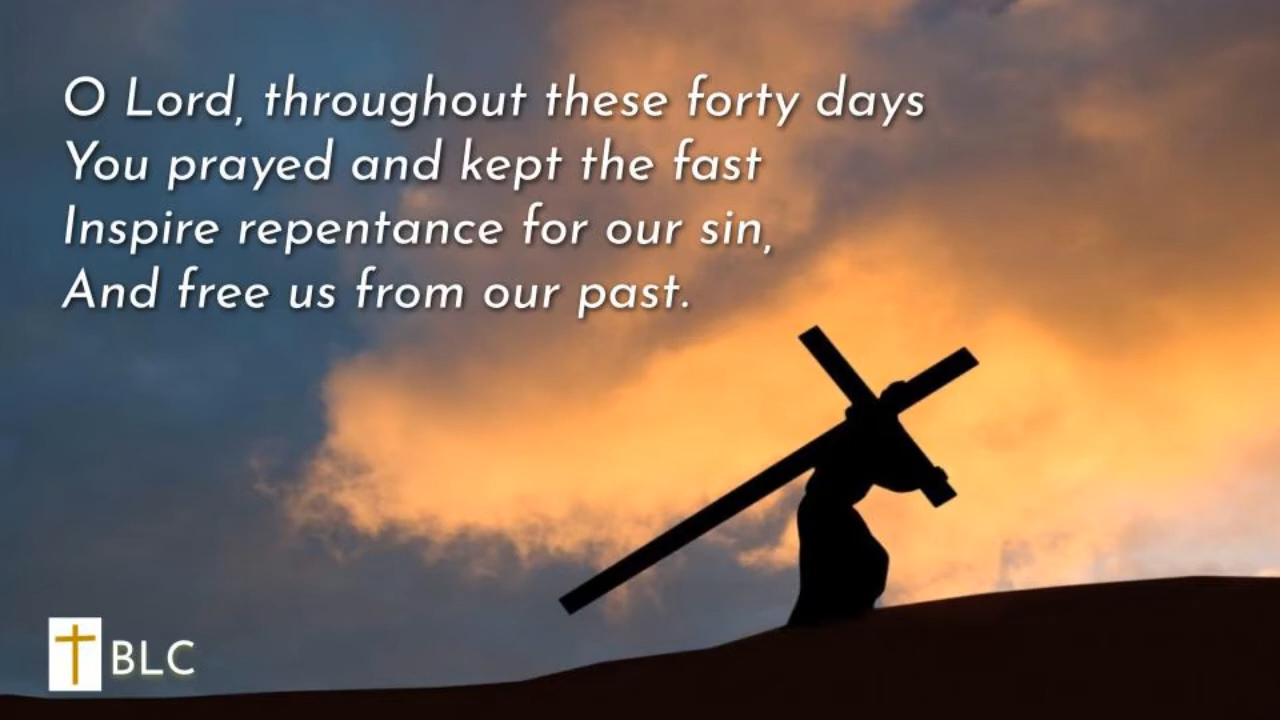 O Lord, throughout these forty days
You prayed and kept the fast
Inspire repentance for our sin,
And free us from our past.
BLC